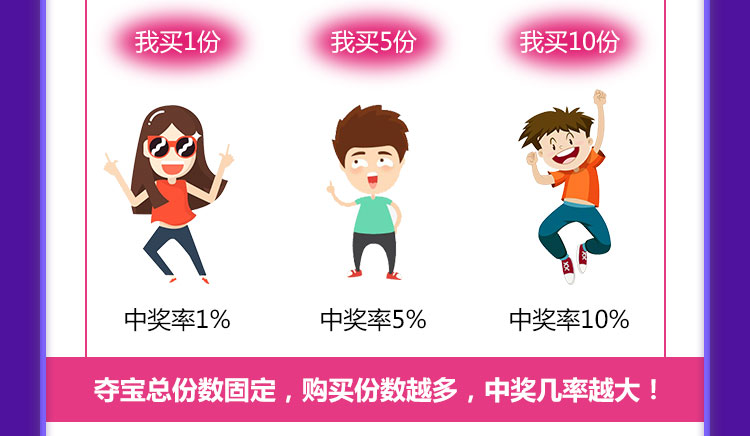 我买1份
我买5份
我买10份
中奖率1%
中奖率5%
中奖率10%
夺宝总份数固定，购买份数越多，中奖几率越大！